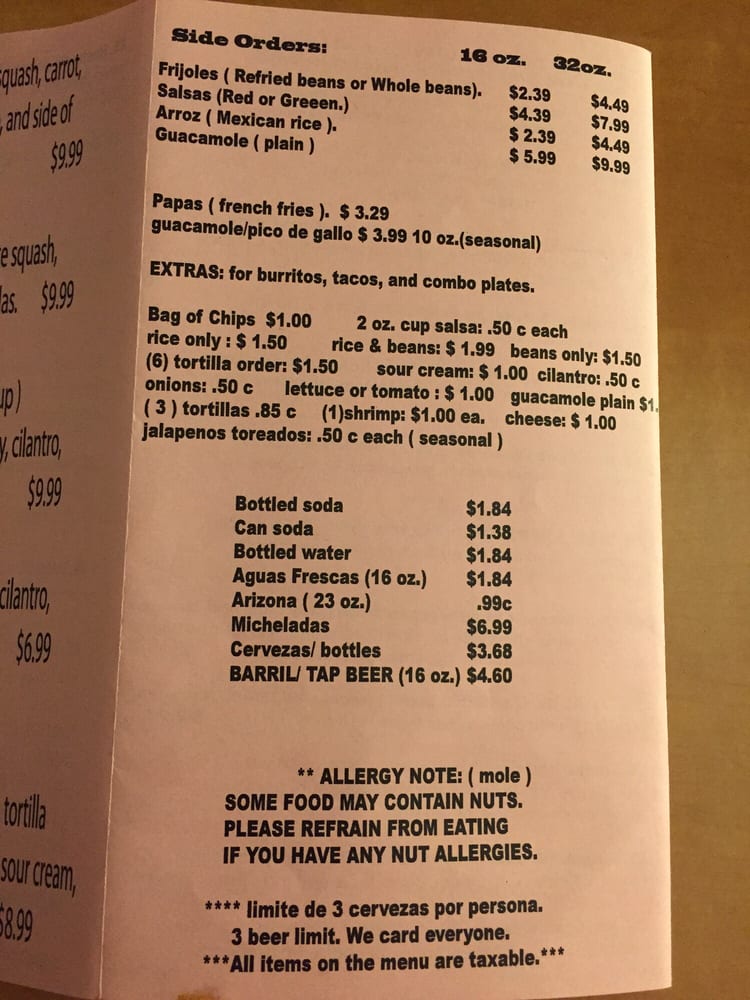 squash, carrot,
and side of
$9.99
squash,
$9.99
cilantro,
$9.99
cilantro,
$6.99
tortilla
sour cream,
$8.99
Side Orders: 16 oz. 32oz.
Frijoles ( Refried beans or Whole beans). $2.39 $4.49
Salsas (Red or Greeen.) $4.39 $7.99
Arroz ( Mexican rice ). $ 2.39 $4.49
Guacamole ( plain ) $ 5.99 $9.99
Papas ( french fries ). $ 3.29
guacamole/pico de gallo $ 3.99 10 oz.(seasonal)
EXTRAS: for burritos, tacos, and combo plates.
Bag of Chips $1.00 2 oz. cup salsa: .50 c each
rice only : $ 1.50 rice & beans: $ 1.99 beans only: $1.50
(6) tortilla order: $1.50 sour cream: $ 1.00 cilantro: .50 c
onions: .50 c lettuce or tomato : $ 1.00 guacamole plain $1.
( 3 ) tortillas .85 c (1)shrimp: $1.00 ea. cheese: $ 1.00
jalapenos toreados: .50 c each ( seasonal )
Bottled soda $1.84
Can soda $1.38
Bottled water $1.84
Aguas Frescas (16 oz.) $1.84
Arizona ( 23 oz.) .99c
Micheladas $6.99
Cervezas/ bottles $3.68
BARRIL/ TAP BEER (16 oz.) $4.60
** ALLERGY NOTE: ( mole )
SOME FOOD MAY CONTAIN NUTS.
PLEASE REFRAIN FROM EATING
IF YOU HAVE ANY NUT ALLERGIES.
**** limite de 3 cervezas por persona.
3 beer limit. We card everyone.
***All items on the menu are taxable.***